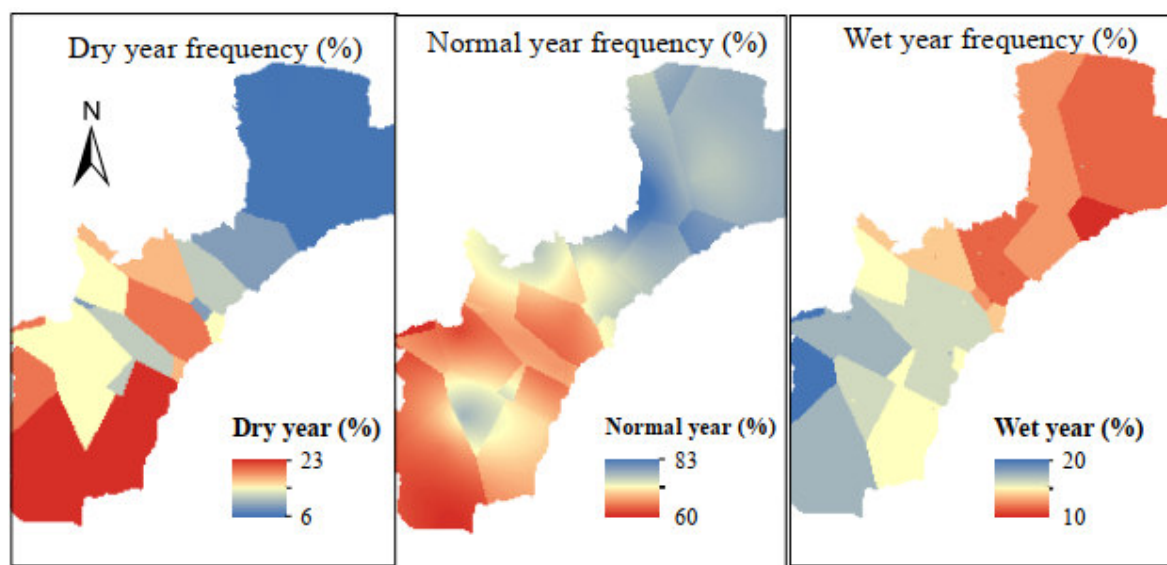 Dry year frequency (%)
Normal year frequency (%)
Wet year frequency (%)
N
Dry year (%)
23
6
Normal year (%)
83
60
Wet year (%)
20
10